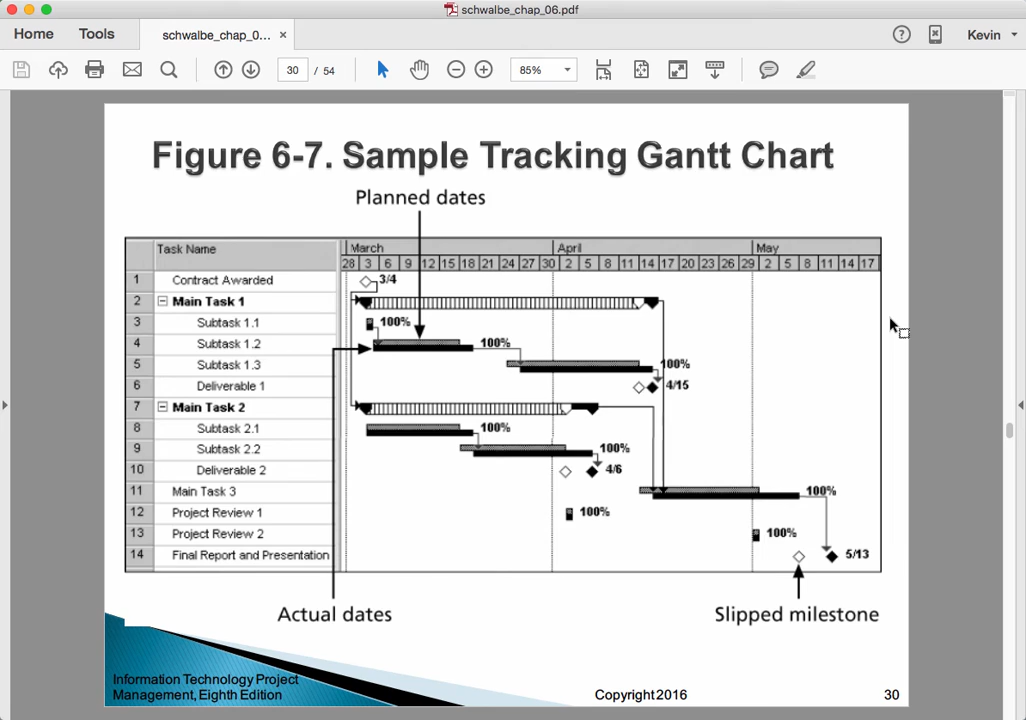 schwalbe_chap_06.pdf
Home Tools schwalbe_chap_0... × Kevin
30 / 54 85%
Figure 6-7. Sample Tracking Gantt Chart
Planned dates
Task Name March April May
28 3 6 9 12 15 18 21 24 27 30 2 5 8 11 14 17 20 23 26 29 2 5 8 11 14 17
1 Contract Awarded 3/4
2 Main Task 1
3 Subtask 1.1 100%
4 Subtask 1.2 100%
5 Subtask 1.3 100%
6 Deliverable 1 4/15
7 Main Task 2
8 Subtask 2.1 100%
9 Subtask 2.2 100%
10 Deliverable 2 4/6
11 Main Task 3 100%
12 Project Review 1 100%
13 Project Review 2 100%
14 Final Report and Presentation 5/13
Actual dates Slipped milestone
Information Technology Project
Management, Eighth Edition Copyright 2016 30